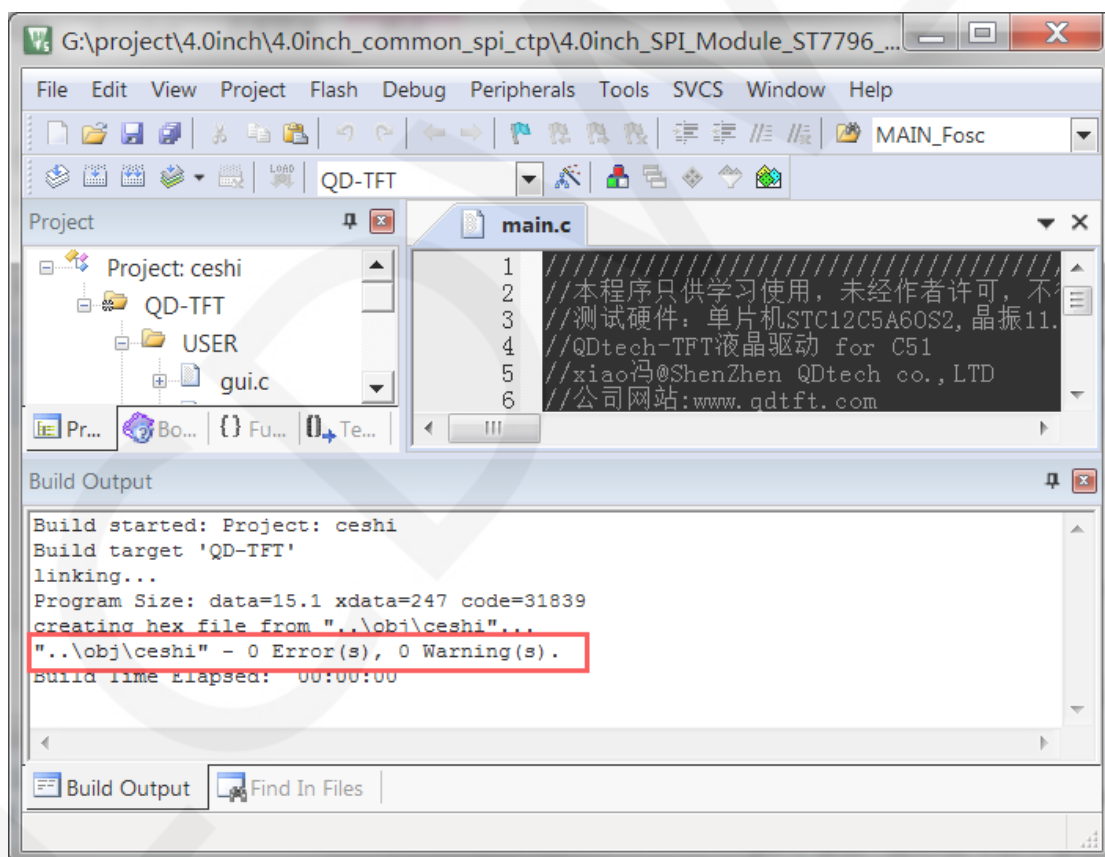 G:\project\4.0inch\4.0inch_common_spi_ctp\4.0inch_SPI_Module_ST7796_...
File Edit View Project Flash Debug Peripherals Tools SVCS Window Help
MAIN_Fosc
LOAD QD-TFT
Project
main.c
Project: ceshi
QD-TFT
USER
gui.c
Pr... Bo... {} Fu... Te...
1 ////////////////////////////////
2 //本程序只供学习使用，未经作者许可，不
3 //测试硬件：单片机STC12C5A60S2,晶振11.
4 //QDtech-TFT液晶驱动 for C51
5 //xiao冯@ShenZhen QDtech co.,LTD
6 //公司网站:www.qdtft.com
Build Output
Build started: Project: ceshi
Build target 'QD-TFT'
linking...
Program Size: data=15.1 xdata=247 code=31839
creating hex file from "..\obj\ceshi"...
"..\obj\ceshi" - 0 Error(s), 0 Warning(s).
Build Time Elapsed: 00:00:00
Build Output Find In Files